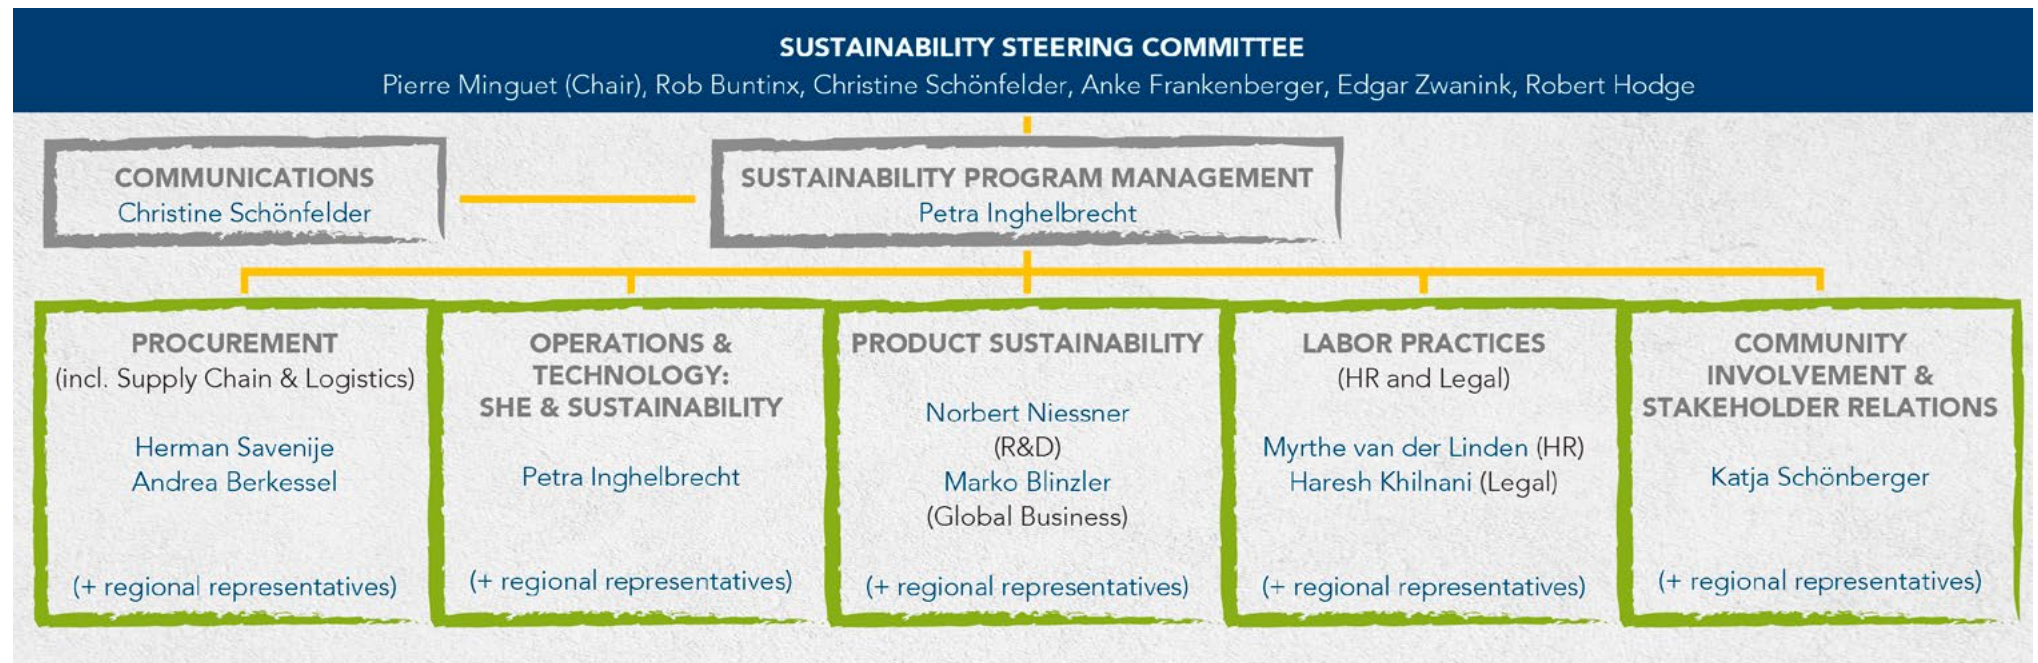 SUSTAINABILITY STEERING COMMITTEE
Pierre Minguet (Chair), Rob Buntinx, Christine Schönfelder, Anke Frankenberger, Edgar Zwanink, Robert Hodge
COMMUNICATIONS
Christine Schönfelder
SUSTAINABILITY PROGRAM MANAGEMENT
Petra Inghelbrecht
PROCUREMENT
(incl. Supply Chain & Logistics)
Herman Savenije
Andrea Berkessel
(+ regional representatives)
OPERATIONS &
TECHNOLOGY:
SHE & SUSTAINABILITY
Petra Inghelbrecht
(+ regional representatives)
PRODUCT SUSTAINABILITY
Norbert Niessner
(R&D)
Marko Blinzler
(Global Business)
(+ regional representatives)
LABOR PRACTICES
(HR and Legal)
Myrthe van der Linden (HR)
Haresh Khilnani (Legal)
(+ regional representatives)
COMMUNITY
INVOLVEMENT &
STAKEHOLDER RELATIONS
Katja Schönberger
(+ regional representatives)